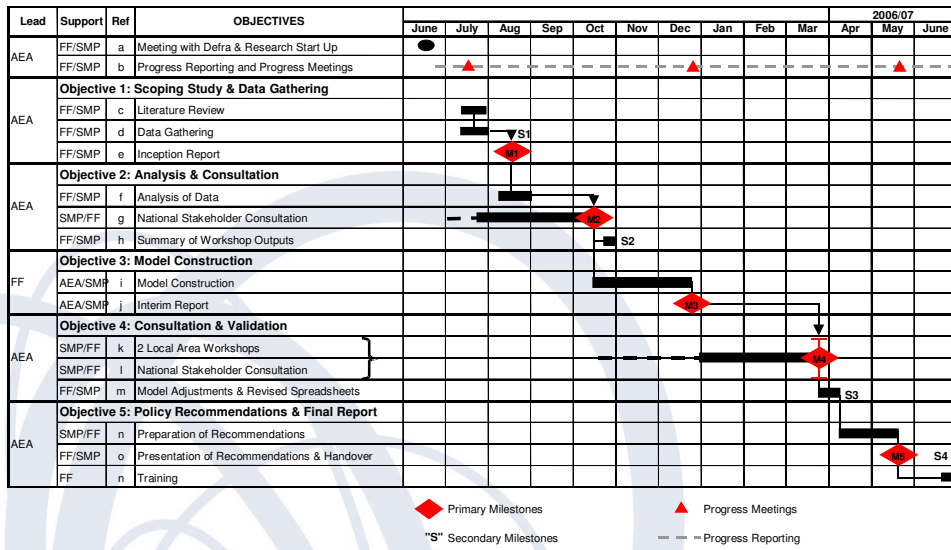 2006/07
Lead Support Ref OBJECTIVES June July Aug Sep Oct Nov Dec Jan Feb Mar Apr May June
AEA
FF/SMP a Meeting with Defra & Research Start Up
FF/SMP b Progress Reporting and Progress Meetings
Objective 1: Scoping Study & Data Gathering
AEA
FF/SMP c Literature Review
FF/SMP d Data Gathering S1
FF/SMP e Inception Report M1
Objective 2: Analysis & Consultation
AEA
FF/SMP f Analysis of Data
SMP/FF g National Stakeholder Consultation M2
FF/SMP h Summary of Workshop Outputs S2
Objective 3: Model Construction
FF
AEA/SMP i Model Construction
AEA/SMP j Interim Report M3
Objective 4: Consultation & Validation
AEA
SMP/FF k 2 Local Area Workshops
SMP/FF l National Stakeholder Consultation M4
FF/SMP m Model Adjustments & Revised Spreadsheets S3
Objective 5: Policy Recommendations & Final Report
AEA
SMP/FF n Preparation of Recommendations
FF/SMP o Presentation of Recommendations & Handover M5 S4
FF n Training
Primary Milestones Progress Meetings
"S" Secondary Milestones Progress Reporting